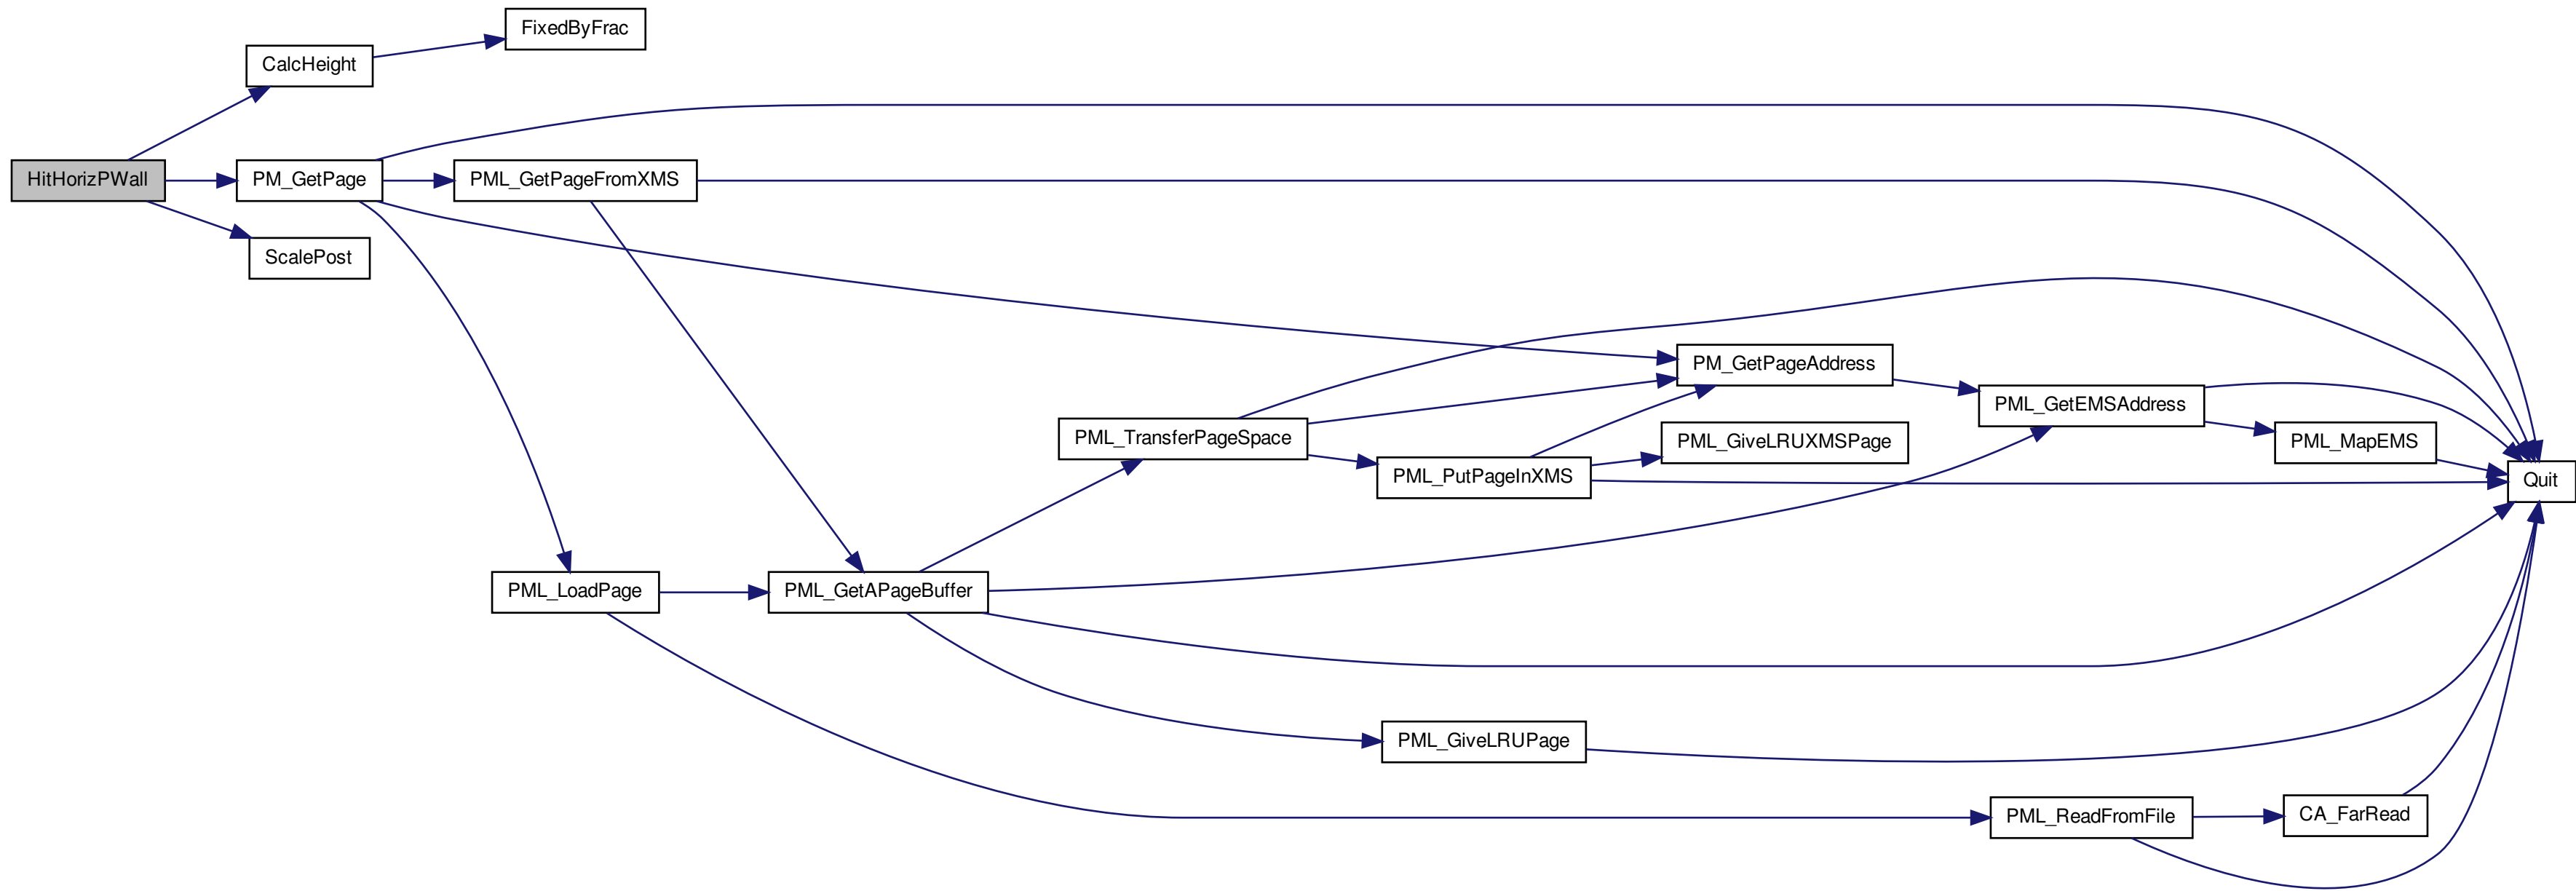 FixedByFrac
CalcHeight
HitHorizPWall
PM_GetPage
PML_GetPageFromXMS
ScalePost
PM_GetPageAddress
PML_GetEMSAddress
PML_TransferPageSpace
PML_GiveLRUXMSPage
PML_MapEMS
PML_PutPageInXMS
Quit
PML_LoadPage
PML_GetAPageBuffer
PML_GiveLRUPage
PML_ReadFromFile
CA_FarRead